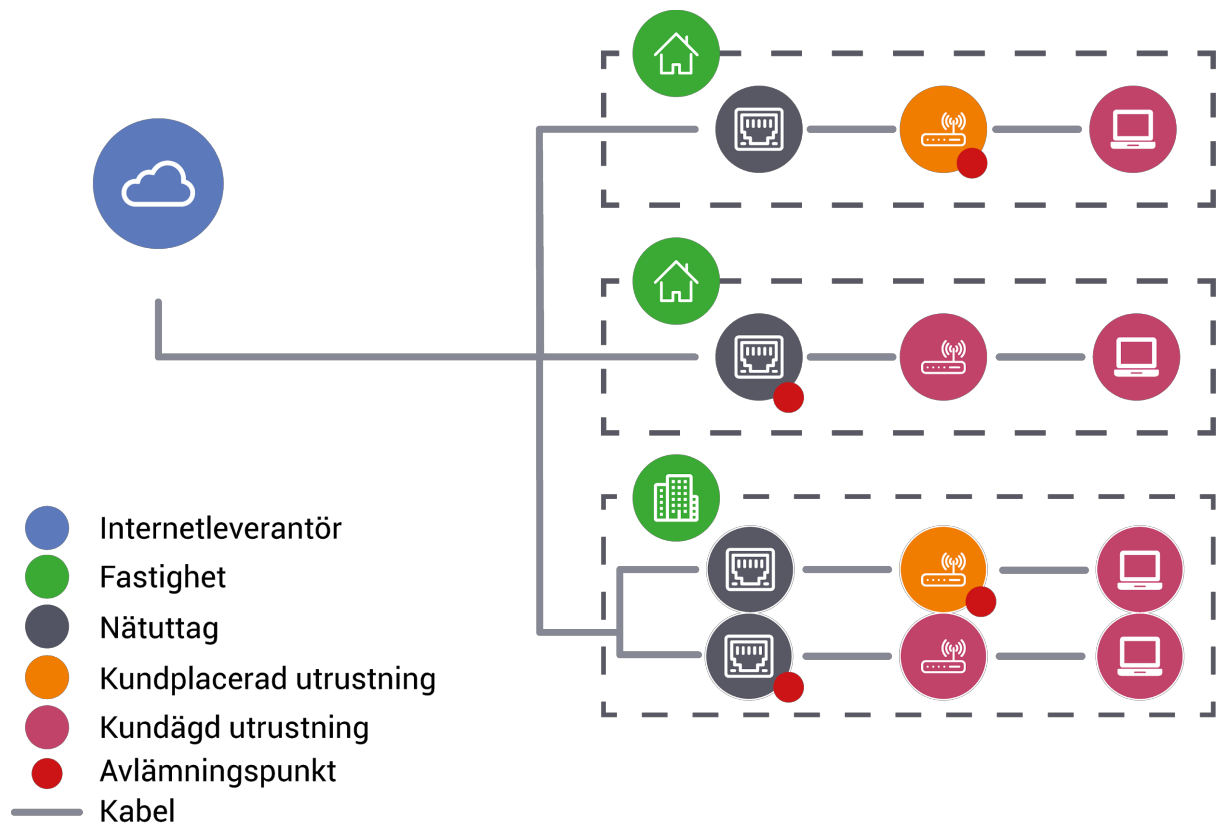 Internetleverantör
Fastighet
Nätuttag
Kundplacerad utrustning
Kundägd utrustning
Avlämningspunkt
Kabel